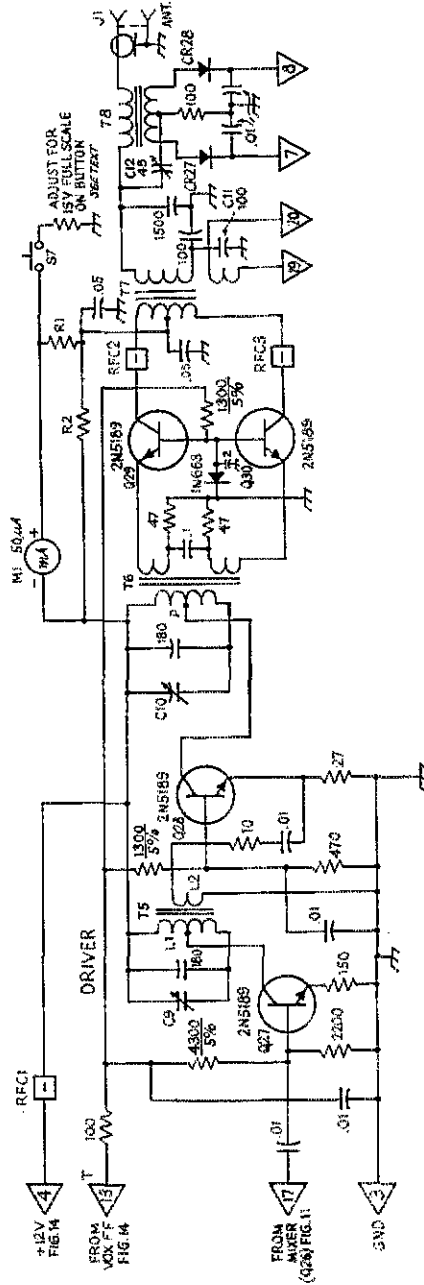 +12V
FIG.14
4
RFC1
FROM
VOX FF
FIG.14
T
100
DRIVER
FROM
MIXER
(Q26) FIG.11
17
.01
GND
3
.01
4300
5%
C9
180
L1
T5
L2
2N5189
Q27
2200
150
.01
1300
5%
10
.01
2N5189
Q28
470
27
C10
180
P
T6
M1 50μA
- +
47
47
.1
1N663
2N5189
Q29
1300
5%
Q30
2N5189
R2
R1
.05
RFC2
.05
RFC3
T7
S7
ADJUST FOR
15V FULL SCALE
ON BUTTON
SEE TEXT
1500
100
C11
100
19
C12
45
T8
J1
ANT.
CR27
CR28
100
.01
7
8